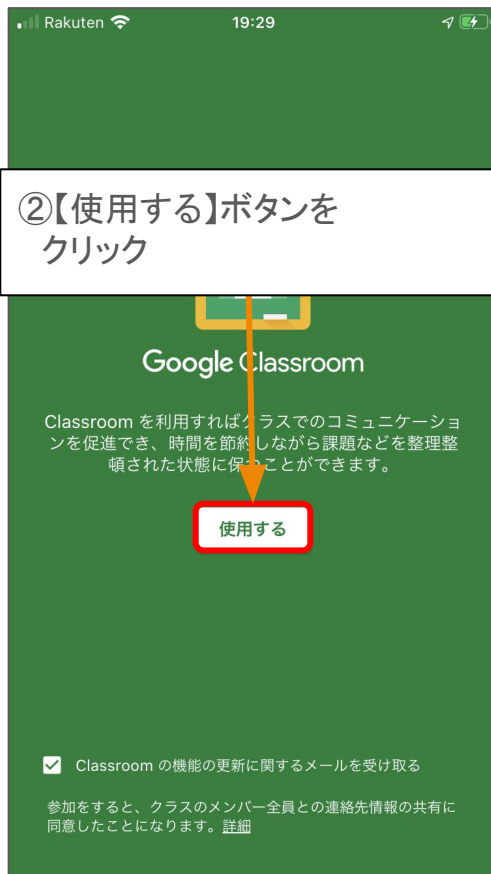 Rakuten 19:29
②【使用する】ボタンを
クリック
Google Classroom
Classroom を利用すればクラスでのコミュニケーショ
ンを促進でき、時間を節約しながら課題などを整理整
頓された状態に保つことができます。
使用する
Classroom の機能の更新に関するメールを受け取る
参加をすると、クラスのメンバー全員との連絡先情報の共有に
同意したことになります。詳細